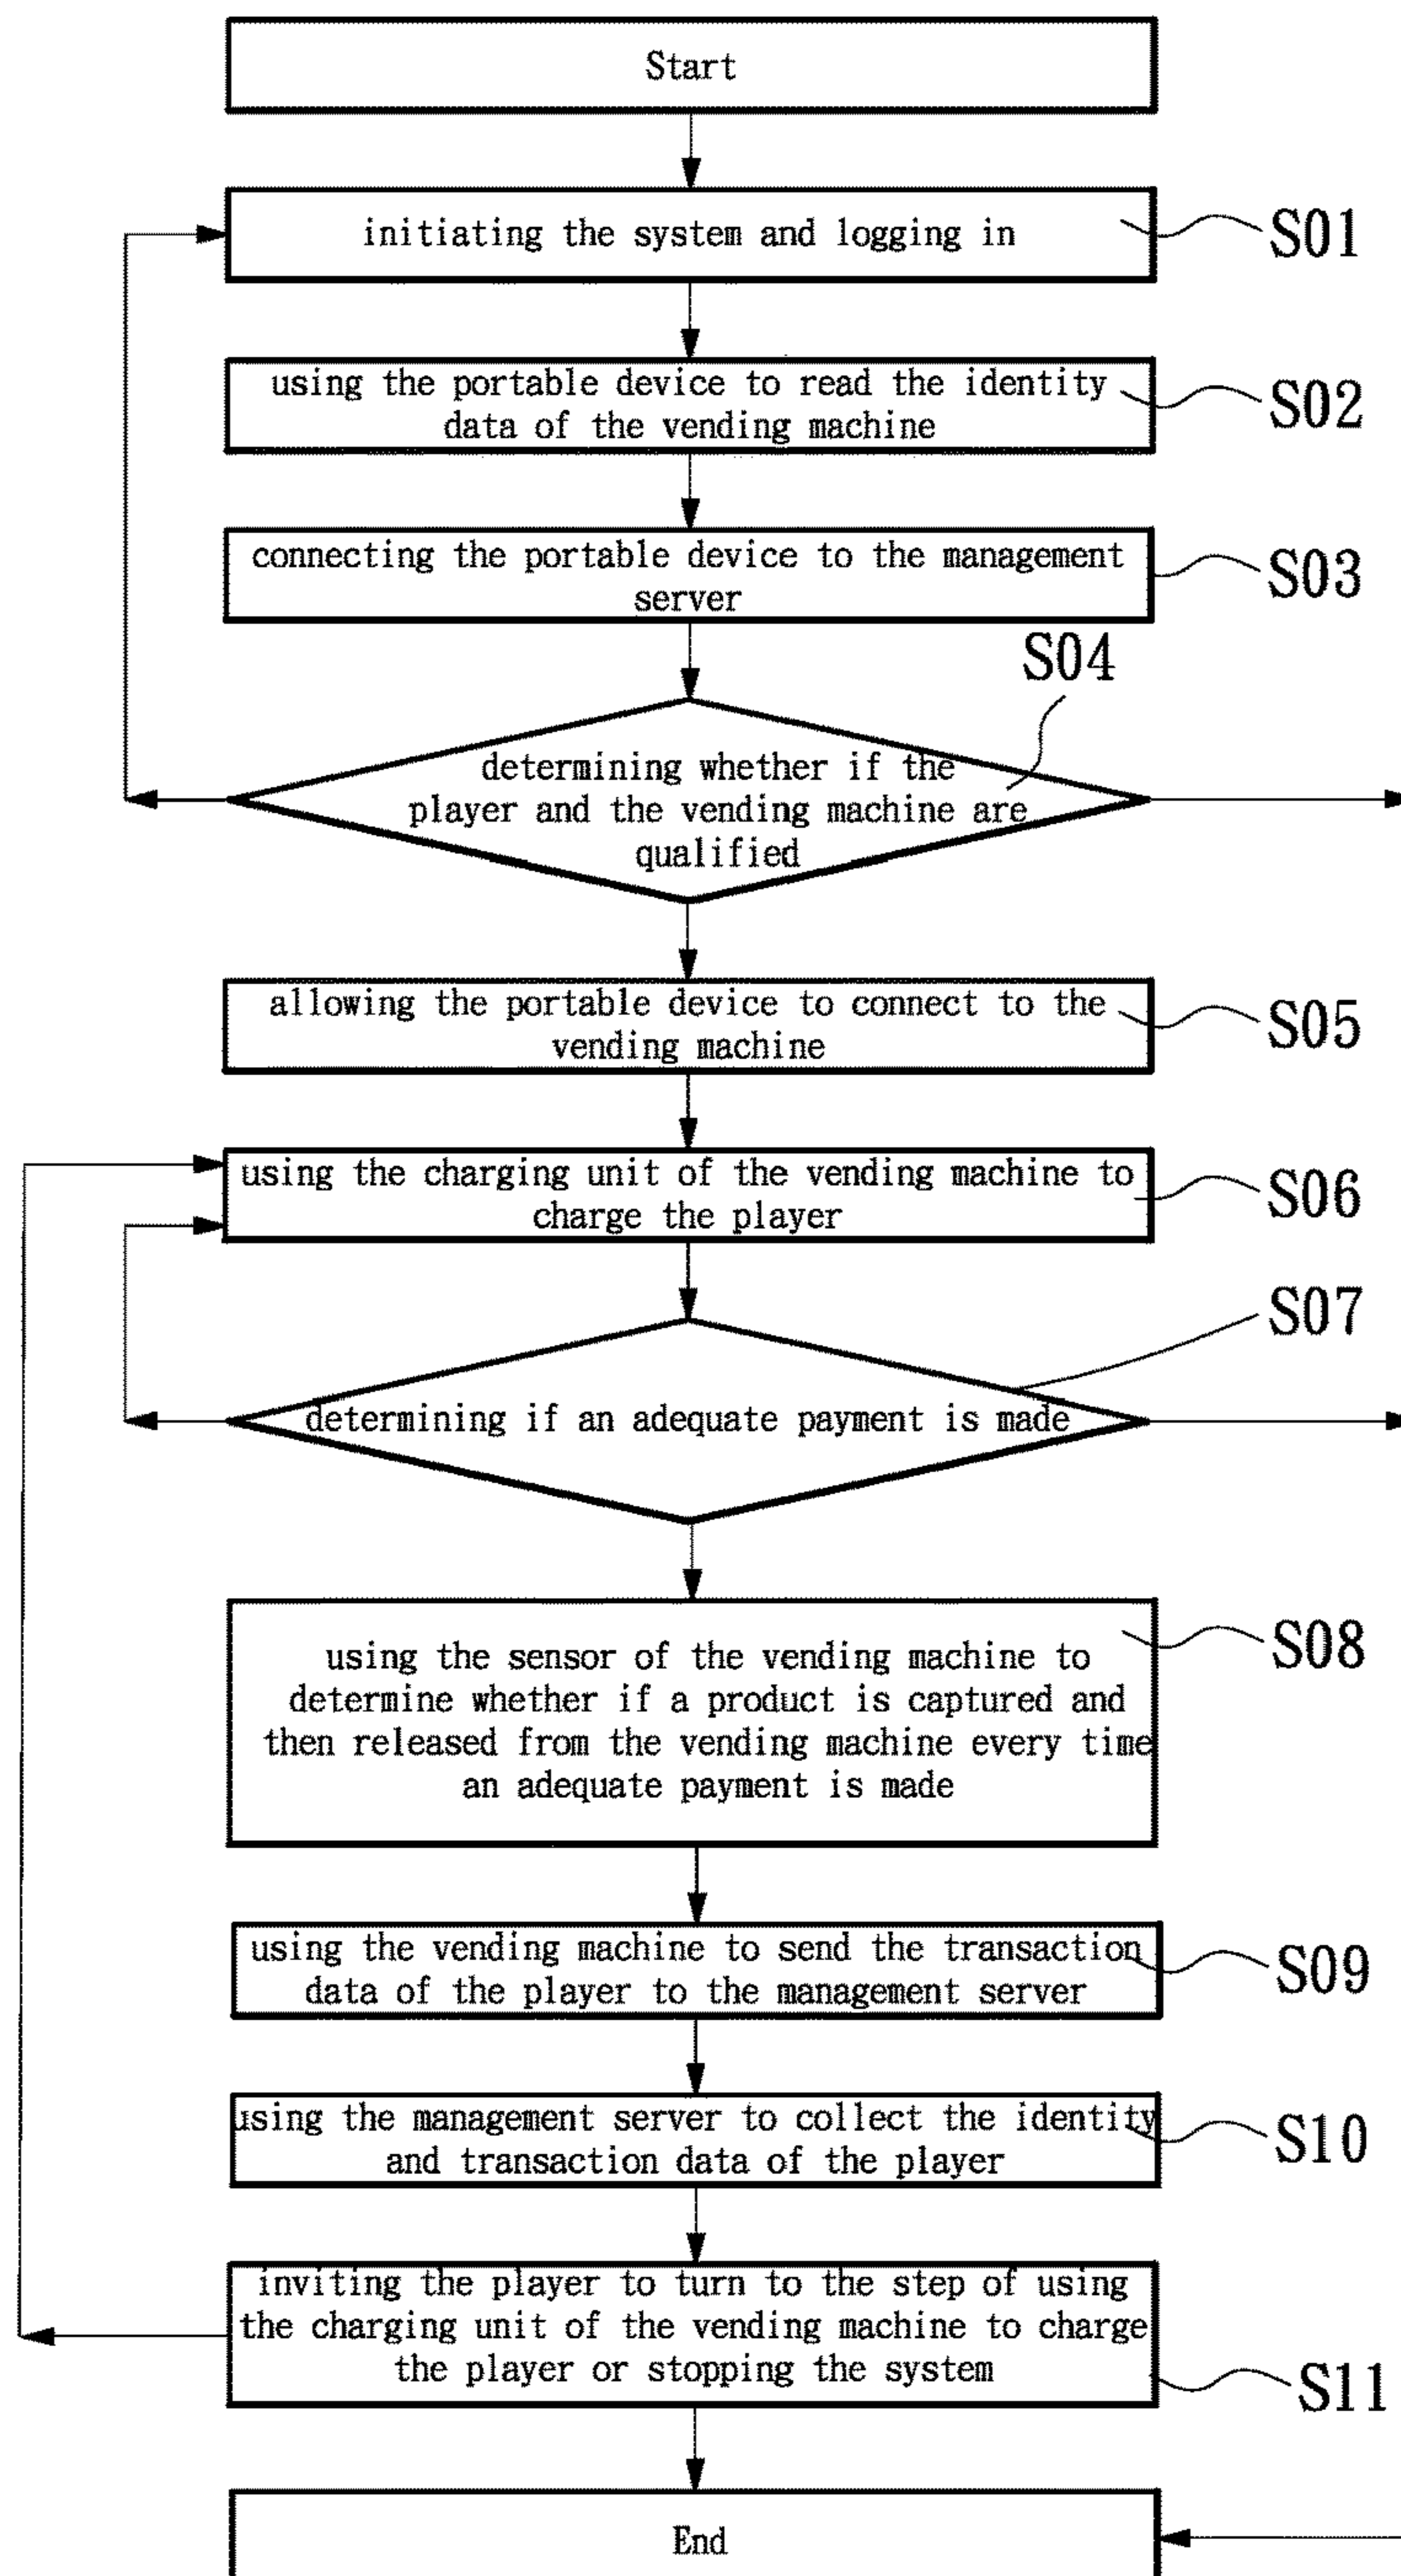 Start
initiating the system and logging in
S01
using the portable device to read the identity
data of the vending machine
S02
connecting the portable device to the management
server
S03
S04
determining whether if the
player and the vending machine are
qualified
allowing the portable device to connect to the
vending machine
S05
using the charging unit of the vending machine to
charge the player
S06
S07
determining if an adequate payment is made
using the sensor of the vending machine to
determine whether if a product is captured and
then released from the vending machine every time
an adequate payment is made
S08
using the vending machine to send the transaction
data of the player to the management server
S09
using the management server to collect the identity
and transaction data of the player
S10
inviting the player to turn to the step of using
the charging unit of the vending machine to charge
the player or stopping the system
S11
End